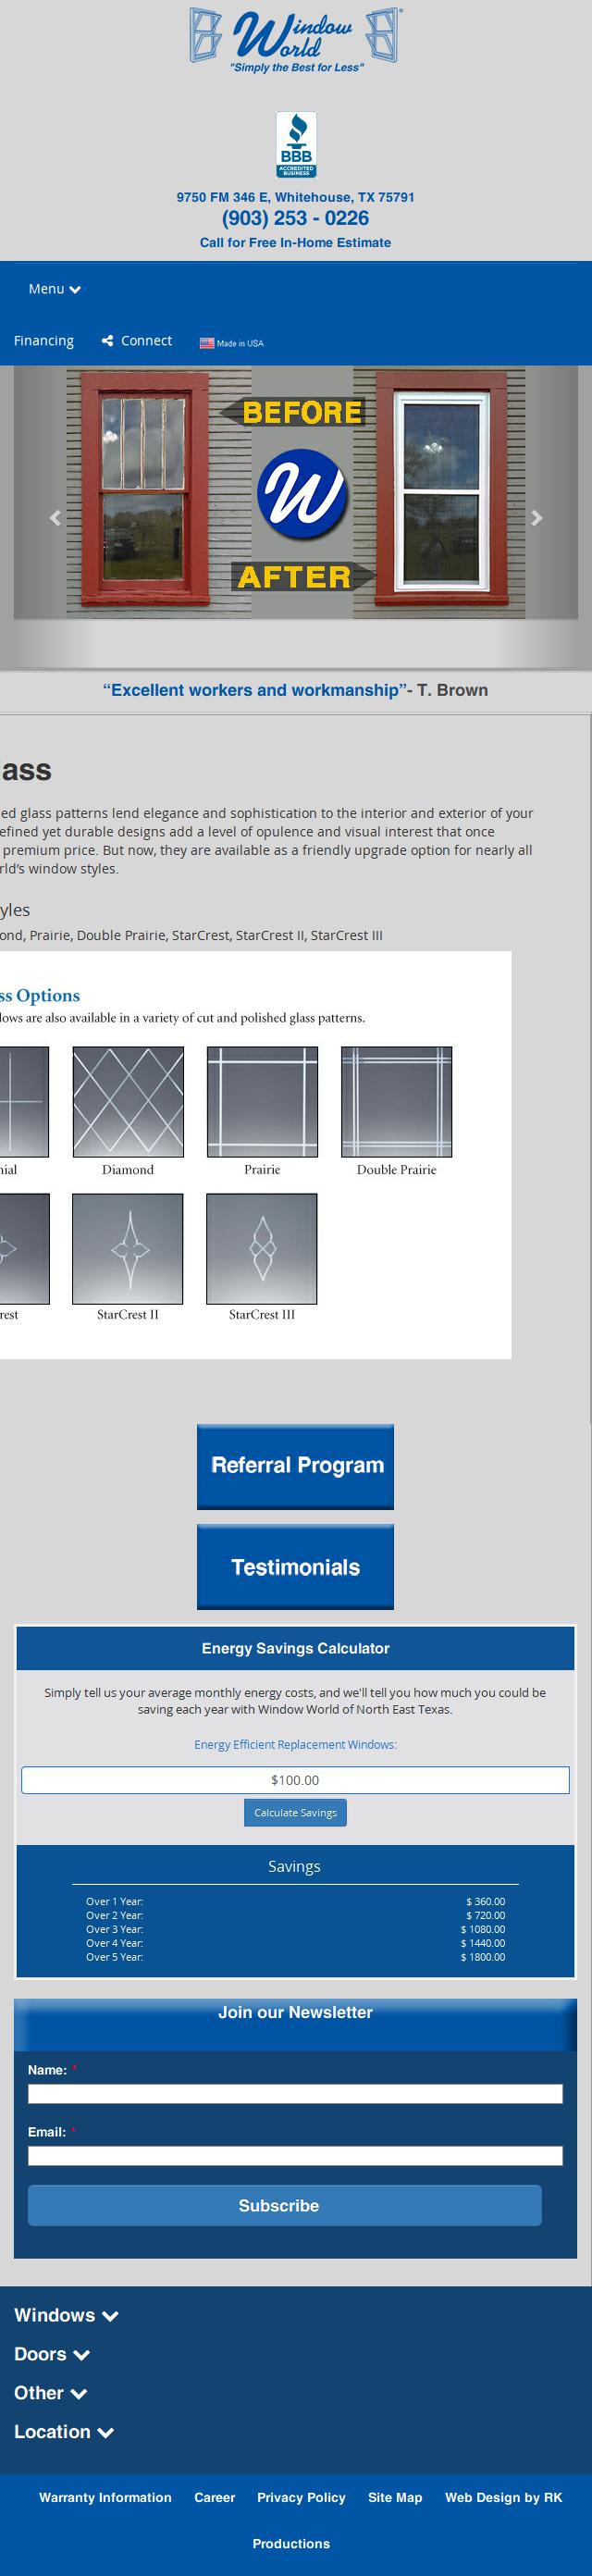 Window
World
"Simply the Best for Less"
BBB
ACCREDITED
BUSINESS
9750 FM 346 E, Whitehouse, TX 75791
(903) 253 - 0226
Call for Free In-Home Estimate
Menu
Financing Connect Made in USA
BEFORE
W
AFTER
“Excellent workers and workmanship”- T. Brown
ass
ed glass patterns lend elegance and sophistication to the interior and exterior of your
efined yet durable designs add a level of opulence and visual interest that once
premium price. But now, they are available as a friendly upgrade option for nearly all
rld’s window styles.
yles
ond, Prairie, Double Prairie, StarCrest, StarCrest II, StarCrest III
ss Options
lows are also available in a variety of cut and polished glass patterns.
nial Diamond Prairie Double Prairie
rest StarCrest II StarCrest III
Referral Program
Testimonials
Energy Savings Calculator
Simply tell us your average monthly energy costs, and we'll tell you how much you could be
saving each year with Window World of North East Texas.
Energy Efficient Replacement Windows:
$100.00
Calculate Savings
Savings
Over 1 Year: $ 360.00
Over 2 Year: $ 720.00
Over 3 Year: $ 1080.00
Over 4 Year: $ 1440.00
Over 5 Year: $ 1800.00
Join our Newsletter
Name: *
Email: *
Subscribe
Windows
Doors
Other
Location
Warranty Information Career Privacy Policy Site Map Web Design by RK
Productions